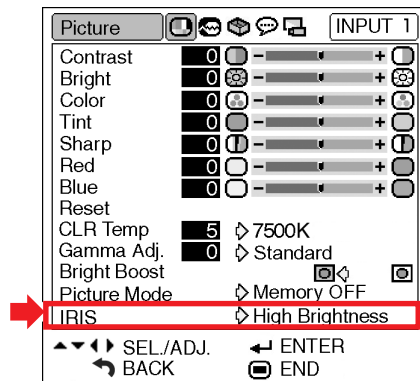 Picture INPUT 1
Contrast 0 - +
Bright 0 - +
Color 0 - +
Tint 0 - +
Sharp 0 - +
Red 0 - +
Blue 0 - +
Reset
CLR Temp 5 7500K
Gamma Adj. 0 Standard
Bright Boost
Picture Mode Memory OFF
IRIS High Brightness
SEL./ADJ. ENTER
BACK END